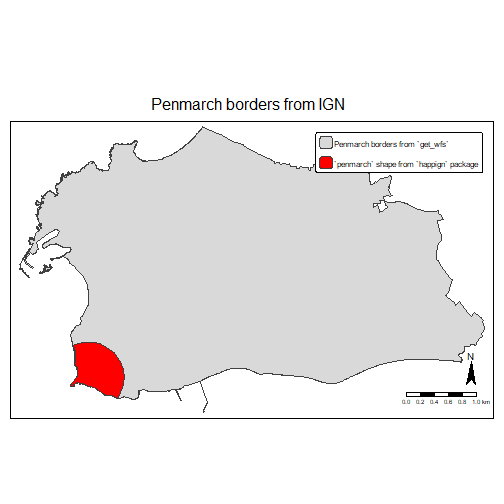 Penmarch borders from IGN
Penmarch borders from `get_wfs`
`penmarch` shape from `happign` package
N
0.0 0.2 0.4 0.6 0.8 1.0 km